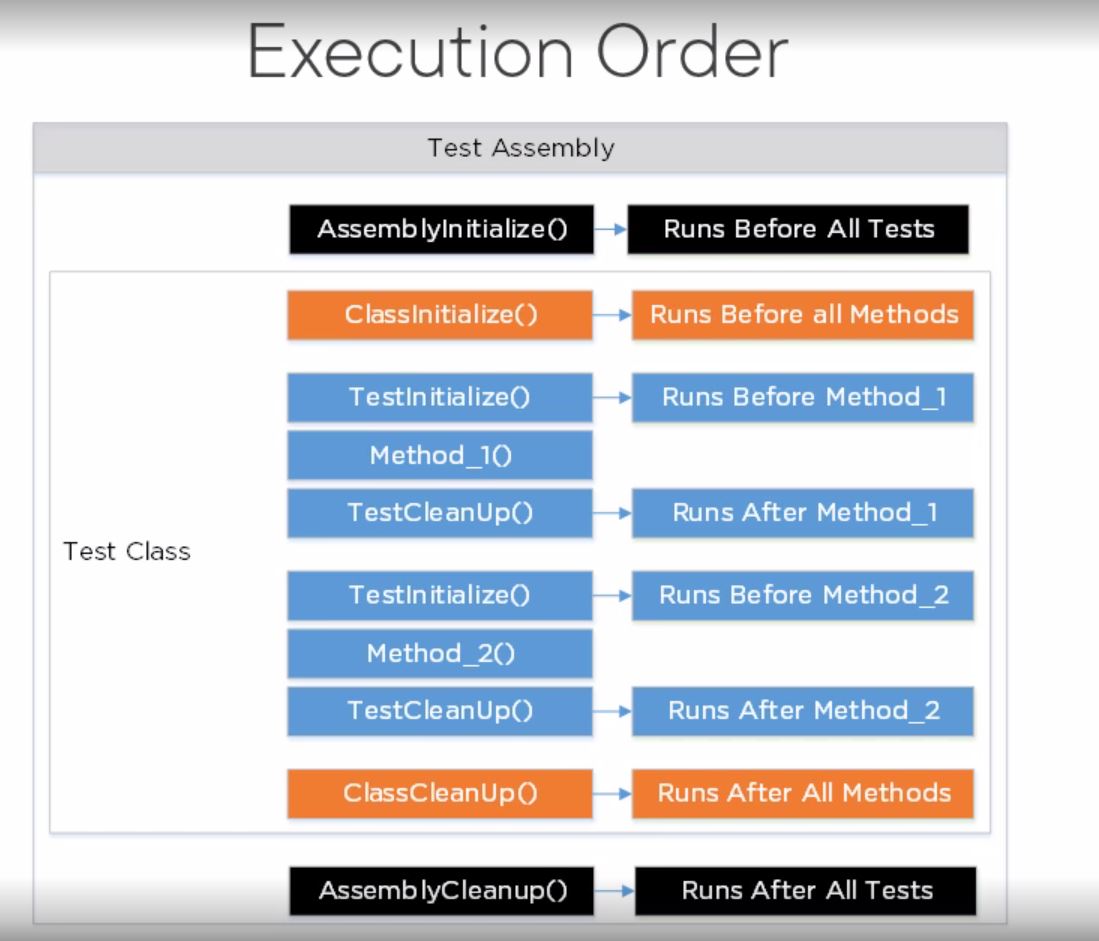 Execution Order
Test Assembly
AssemblyInitialize() Runs Before All Tests
ClassInitialize() Runs Before all Methods
TestInitialize() Runs Before Method_1
Method_1()
TestCleanUp() Runs After Method_1
Test Class
TestInitialize() Runs Before Method_2
Method_2()
TestCleanUp() Runs After Method_2
ClassCleanUp() Runs After All Methods
AssemblyCleanup() Runs After All Tests